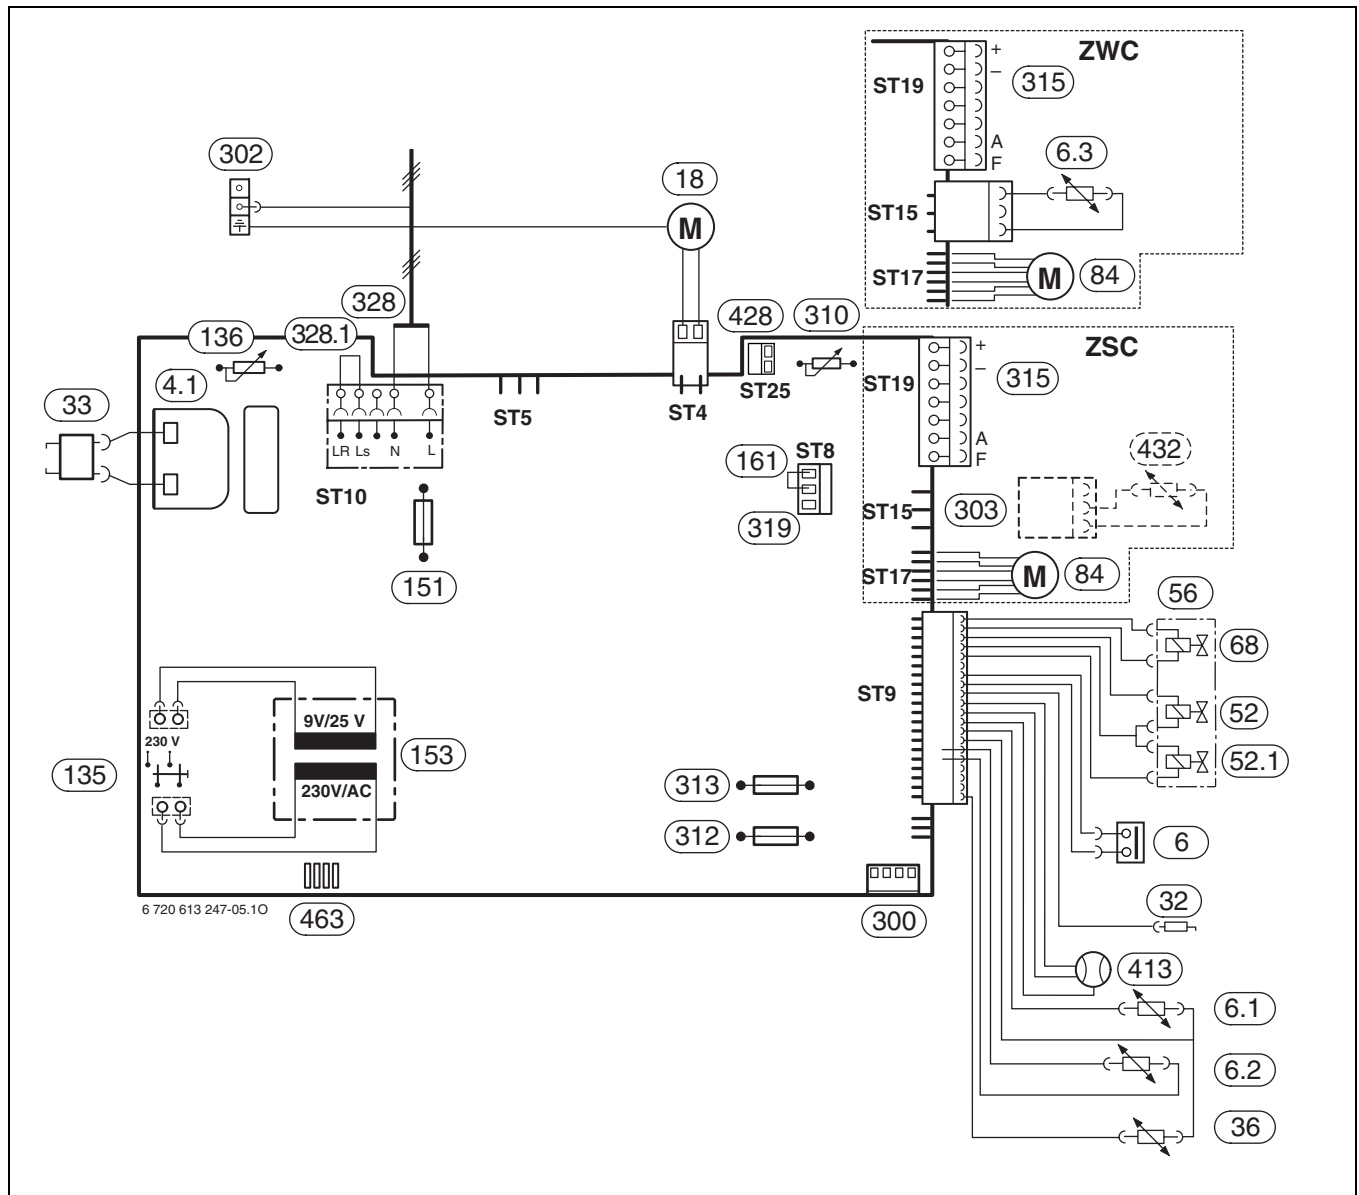 ZWC
ST19
+
–
315
A
F
6.3
ST15
ST17
M
84
302
18
M
328
328.1
136
4.1
33
LR Ls N L
ST10
151
ST5
ST4
428
ST25
310
ZSC
ST19
+
–
315
A
F
432
ST8
161
319
ST15
303
ST17
M
84
56
68
ST9
52
52.1
9V/25 V
230 V
135
153
230V/AC
313
312
6
463
300
32
6 720 613 247-05.1O
413
6.1
6.2
36